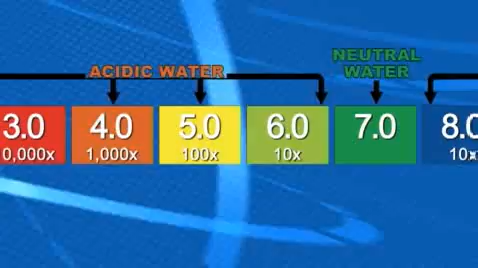 NEUTRAL
ACIDIC WATER WATER
3.0 4.0 5.0 6.0 7.0 8.0
0,000x 1,000x 100x 10x 10x